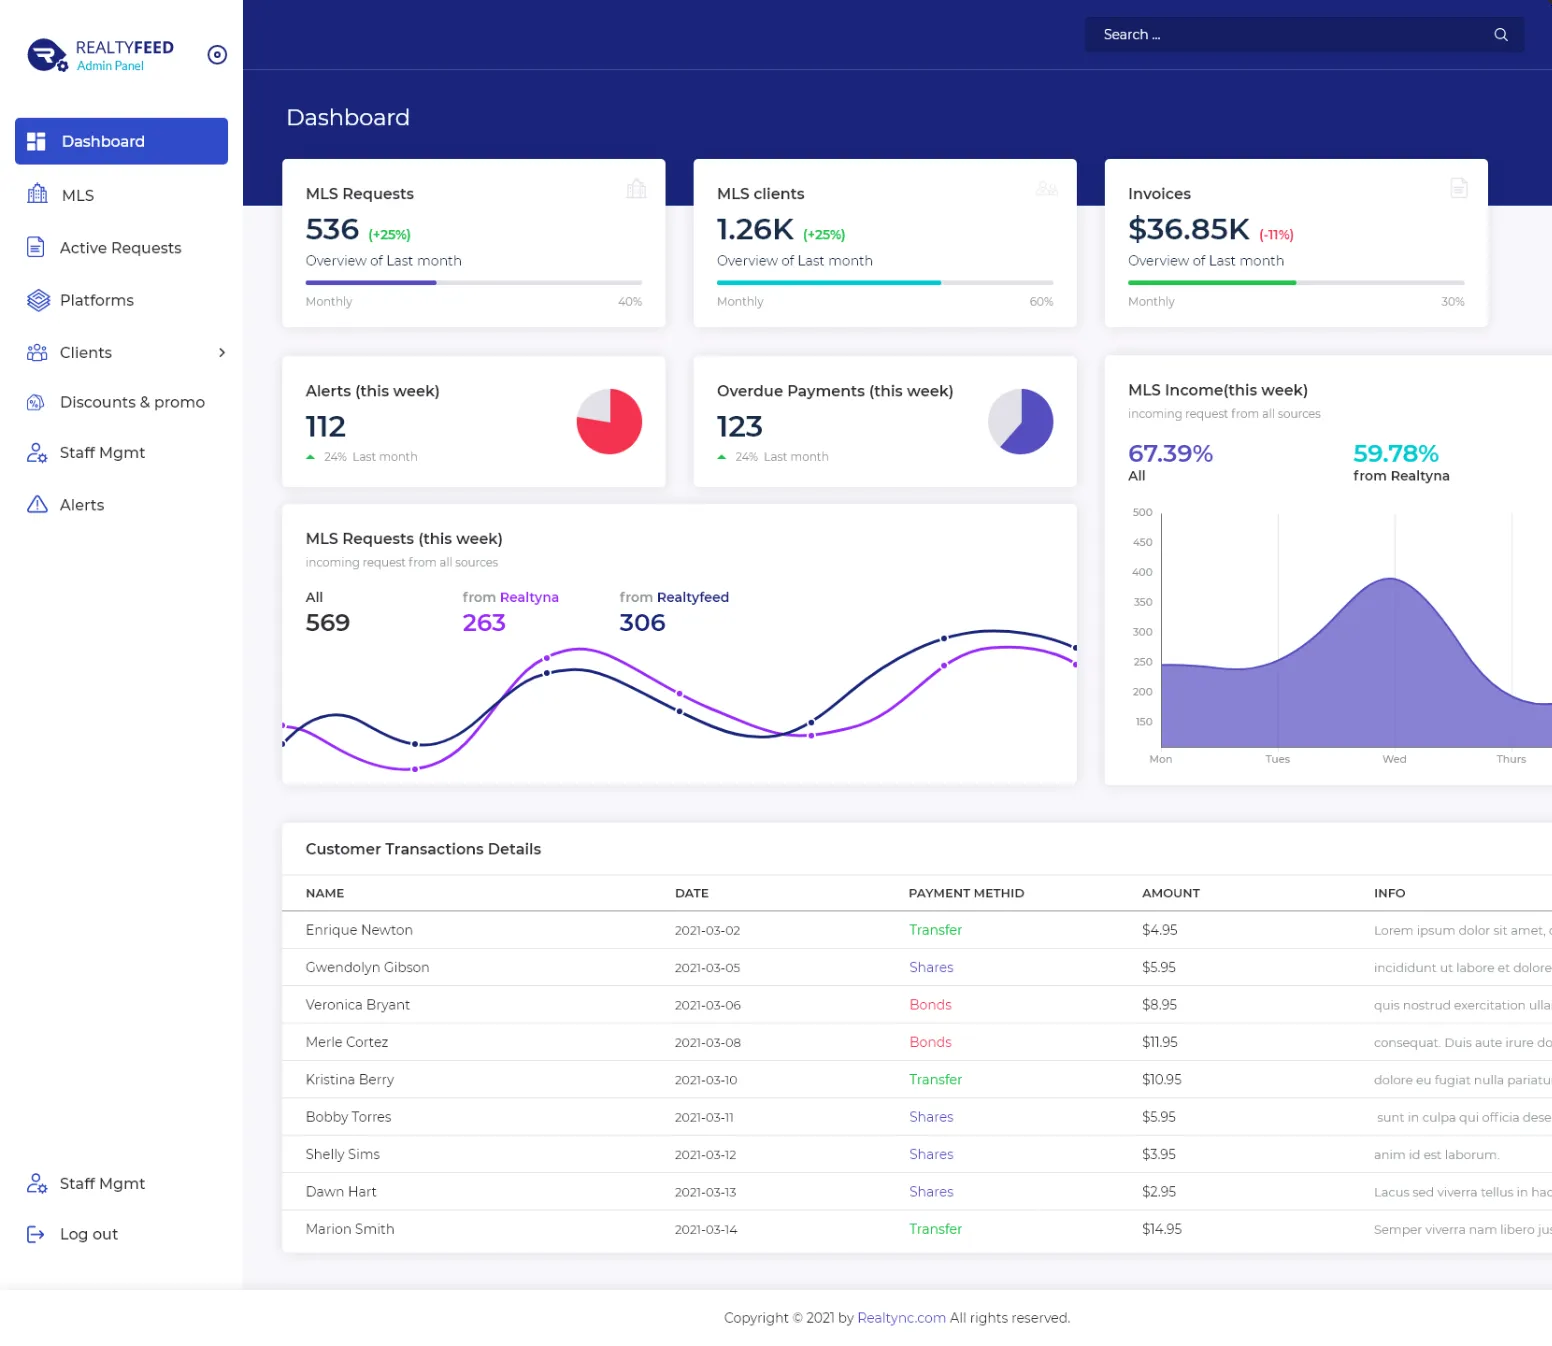 REALTYFEED
Admin Panel
Search ...
Dashboard
Dashboard
MLS
Active Requests
Platforms
Clients
Discounts & promo
Staff Mgmt
Alerts
Staff Mgmt
Log out
MLS Requests
536 (+25%)
Overview of Last month
Monthly 40%
MLS clients
1.26K (+25%)
Overview of Last month
Monthly 60%
Invoices
$36.85K (-11%)
Overview of Last month
Monthly 30%
Alerts (this week)
112
24% Last month
Overdue Payments (this week)
123
24% Last month
MLS Income(this week)
incoming request from all sources
67.39% 59.78%
All from Realtyna
500
450
400
350
300
250
200
150
Mon Tues Wed Thurs
MLS Requests (this week)
incoming request from all sources
All from Realtyna from Realtyfeed
569 263 306
Customer Transactions Details
NAME DATE PAYMENT METHID AMOUNT INFO
Enrique Newton 2021-03-02 Transfer $4.95 Lorem ipsum dolor sit amet,
Gwendolyn Gibson 2021-03-05 Shares $5.95 incididunt ut labore et dolore
Veronica Bryant 2021-03-06 Bonds $8.95 quis nostrud exercitation ulla
Merle Cortez 2021-03-08 Bonds $11.95 consequat. Duis aute irure do
Kristina Berry 2021-03-10 Transfer $10.95 dolore eu fugiat nulla pariatu
Bobby Torres 2021-03-11 Shares $5.95 sunt in culpa qui officia dese
Shelly Sims 2021-03-12 Shares $3.95 anim id est laborum.
Dawn Hart 2021-03-13 Shares $2.95 Lacus sed viverra tellus in hac
Marion Smith 2021-03-14 Transfer $14.95 Semper viverra nam libero jus
Copyright © 2021 by Realtync.com All rights reserved.